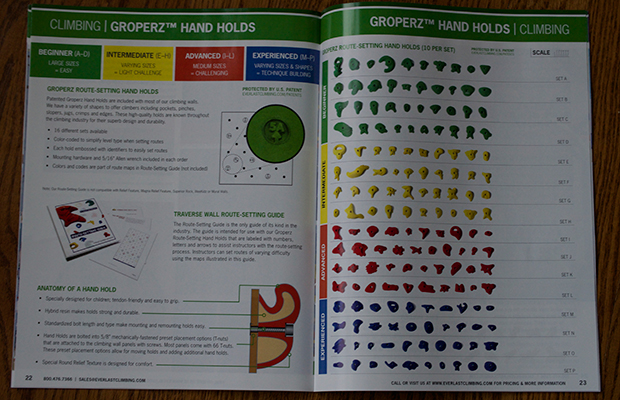 CLIMBING | GROPERZ™ HAND HOLDS
BEGINNER (A-D)
LARGE SIZES
= EASY
INTERMEDIATE (E-H)
VARYING SIZES
= LIGHT CHALLENGE
ADVANCED (I-L)
MEDIUM SIZES
= CHALLENGING
EXPERIENCED (M-P)
VARYING SIZES & SHAPES
= TECHNIQUE BUILDING
GROPERZ ROUTE-SETTING HAND HOLDS
PROTECTED BY U.S. PATENT
EVERLASTCLIMBING.COM/PATENTS
Patented Groperz Hand Holds are included with most of our climbing walls.
We have a variety of shapes to offer climbers including pockets, pinches,
slopers, jugs, crimps and edges. These high-quality holds are known throughout
the climbing industry for their superb design and durability.
• 16 different sets available
• Color-coded to simplify level type when setting routes
• Each hold embossed with identifiers to easily set routes
• Mounting hardware and 5/16" Allen wrench included in each order
• Colors and codes are part of route maps in Route-Setting Guide (not included)
TRAVERSE WALL ROUTE-SETTING GUIDE
The Route-Setting Guide is the only guide of its kind in the
industry. The guide is intended for use with our Groperz
Route-Setting Hand Holds that are labeled with numbers,
letters and arrows to assist instructors with the route-setting
process. Instructors can set routes of varying difficulty
using the maps illustrated in this guide.
ANATOMY OF A HAND HOLD
• Specially designed for children, tendon-friendly and easy to grip.
• Hybrid resin makes holds strong and durable.
• Standardized bolt length and type make mounting and remounting holds easy.
• Hand Holds are bolted into 5/8" mechanically-fastened preset placement options (T-nuts)
that are attached to the climbing wall panels with screws. Most panels come with 66 T-nuts.
These preset placement options allow for moving holds and adding additional hand holds.
• Special Round Relief Texture is designed for comfort.
22 800.476.7366 | SALES@EVERLASTCLIMBING.COM
GROPERZ™ HAND HOLDS | CLIMBING
GROPERZ ROUTE-SETTING HAND HOLDS (10 PER SET)
PROTECTED BY U.S. PATENT
EVERLASTCLIMBING.COM/PATENTS
SCALE
BEGINNER
SET A
SET B
SET C
SET D
INTERMEDIATE
SET E
SET F
SET G
SET H
ADVANCED
SET I
SET J
SET K
SET L
EXPERIENCED
SET M
SET N
SET O
SET P
CALL OR VISIT US AT WWW.EVERLASTCLIMBING.COM FOR PRICING & MORE INFORMATION 23